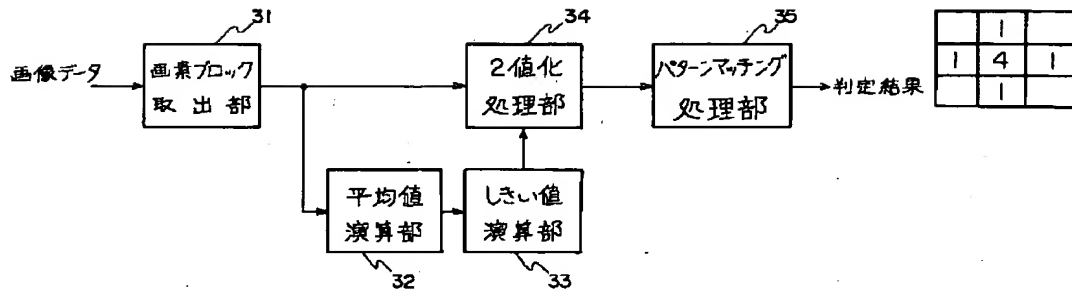 31
34
35
画像データ
画素ブロック
取出部
2値化
処理部
パターンマッチング
処理部
判定結果
1
1 4 1
1
平均値
演算部
しきい値
演算部
32
33